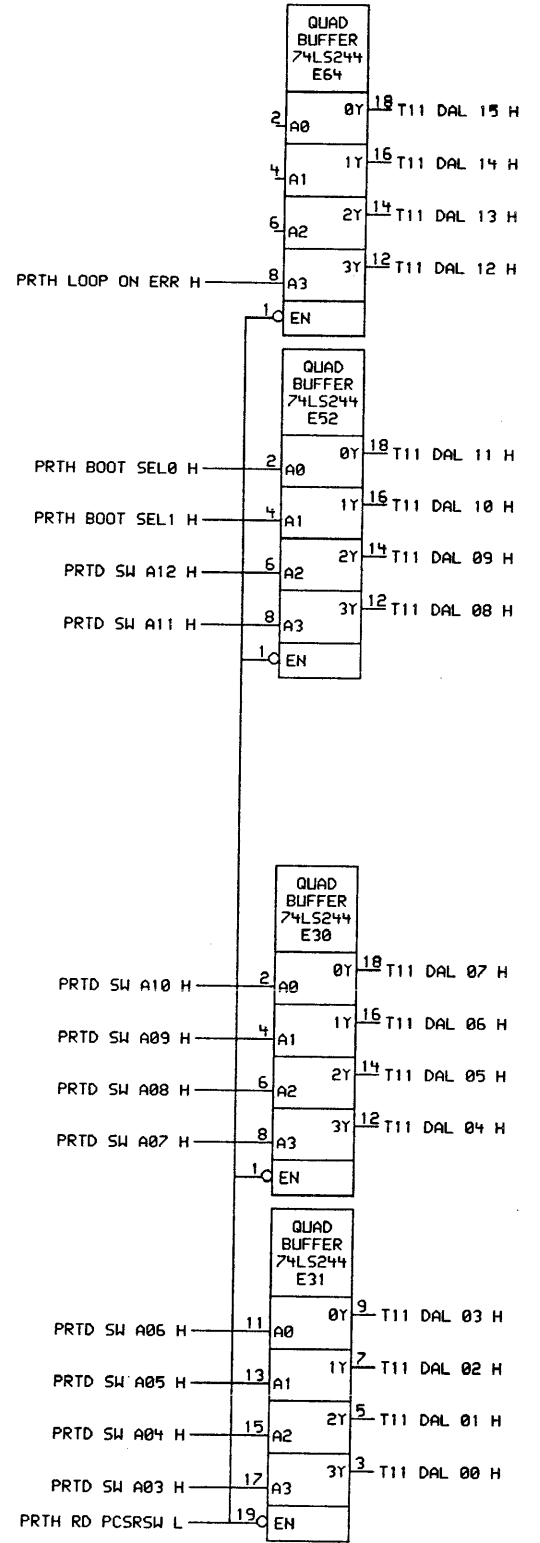 QUAD
BUFFER
74LS244
E64
0Y 18 T11 DAL 15 H
2 A0
1Y 16 T11 DAL 14 H
4 A1
2Y 14 T11 DAL 13 H
6 A2
3Y 12 T11 DAL 12 H
PRTH LOOP ON ERR H 8 A3
1 EN
QUAD
BUFFER
74LS244
E52
0Y 18 T11 DAL 11 H
PRTH BOOT SEL0 H 2 A0
1Y 16 T11 DAL 10 H
PRTH BOOT SEL1 H 4 A1
2Y 14 T11 DAL 09 H
PRTD SW A12 H 6 A2
3Y 12 T11 DAL 08 H
PRTD SW A11 H 8 A3
1 EN
QUAD
BUFFER
74LS244
E30
0Y 18 T11 DAL 07 H
PRTD SW A10 H 2 A0
1Y 16 T11 DAL 06 H
PRTD SW A09 H 4 A1
2Y 14 T11 DAL 05 H
PRTD SW A08 H 6 A2
3Y 12 T11 DAL 04 H
PRTD SW A07 H 8 A3
1 EN
QUAD
BUFFER
74LS244
E31
0Y 9 T11 DAL 03 H
PRTD SW A06 H 11 A0
1Y 7 T11 DAL 02 H
PRTD SW A05 H 13 A1
2Y 5 T11 DAL 01 H
PRTD SW A04 H 15 A2
3Y 3 T11 DAL 00 H
PRTD SW A03 H 17 A3
PRTH RD PCSRSW L 19 EN